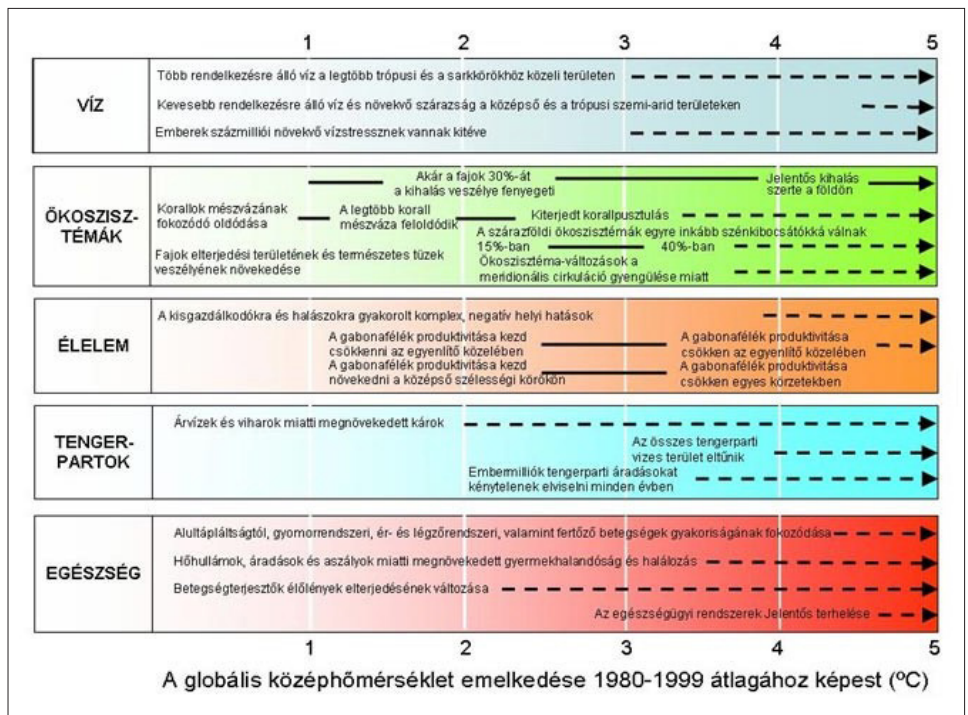 1 2 3 4 5
VÍZ
Több rendelkezésre álló víz a legtöbb trópusi és a sarkkörökhöz közeli területen
Kevesebb rendelkezésre álló víz és növekvő szárazság a középső és a trópusi szemi-arid területeken
Emberek százmilliói növekvő vízstressznek vannak kitéve
ÖKOSZISZ-
TÉMÁK
Akár a fajok 30%-át
a kihalás veszélye fenyegeti
Jelentős kihalás
szerte a földön
Korallok mészvázának
fokozódó oldódása
A legtöbb korall
mészváza feloldódik
Kiterjedt korallpusztulás
A szárazföldi ökoszisztémák egyre inkább szénkibocsátókká válnak
15%-ban 40%-ban
Fajok elterjedési területének és természetes tüzek
veszélyének növekedése
Ökoszisztéma-változások a
meridionális cirkuláció gyengülése miatt
ÉLELEM
A kisgazdálkodókra és halászokra gyakorolt komplex, negatív helyi hatások
A gabonafélék produktivitása kezd
csökkenni az egyenlítő közelében
A gabonafélék produktivitása
csökken az egyenlítő közelében
A gabonafélék produktivitása kezd
növekedni a középső szélességi körökön
A gabonafélék produktivitása
csökken egyes körzetekben
TENGER-
PARTOK
Árvízek és viharok miatti megnövekedett károk
Az összes tengerparti
vizes terület eltűnik
Embermilliók tengerparti áradásokat
kénytelenek elviselni minden évben
EGÉSZSÉG
Alultápláltságtól, gyomorrendszeri, ér- és légzőrendszeri, valamint fertőző betegségek gyakoriságának fokozódása
Hőhullámok, áradások és aszályok miatti megnövekedett gyermekhalandóság és halálozás
Betegségterjesztők élőlények elterjedésének változása
Az egészségügyi rendszerek Jelentős terhelése
1 2 3 4 5
A globális középhőmérséklet emelkedése 1980-1999 átlagához képest (ºC)